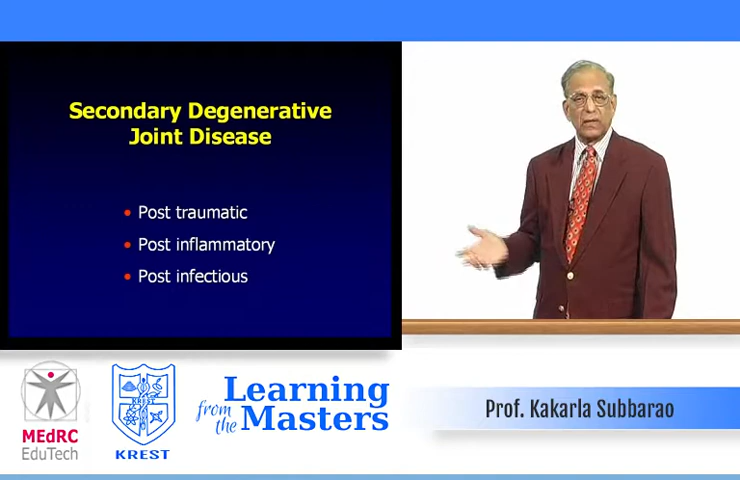 Secondary Degenerative
Joint Disease
• Post traumatic
• Post inflammatory
• Post infectious
MEdRC
EduTech
KREST
KREST
Learning
from the
Masters
Prof. Kakarla Subbarao